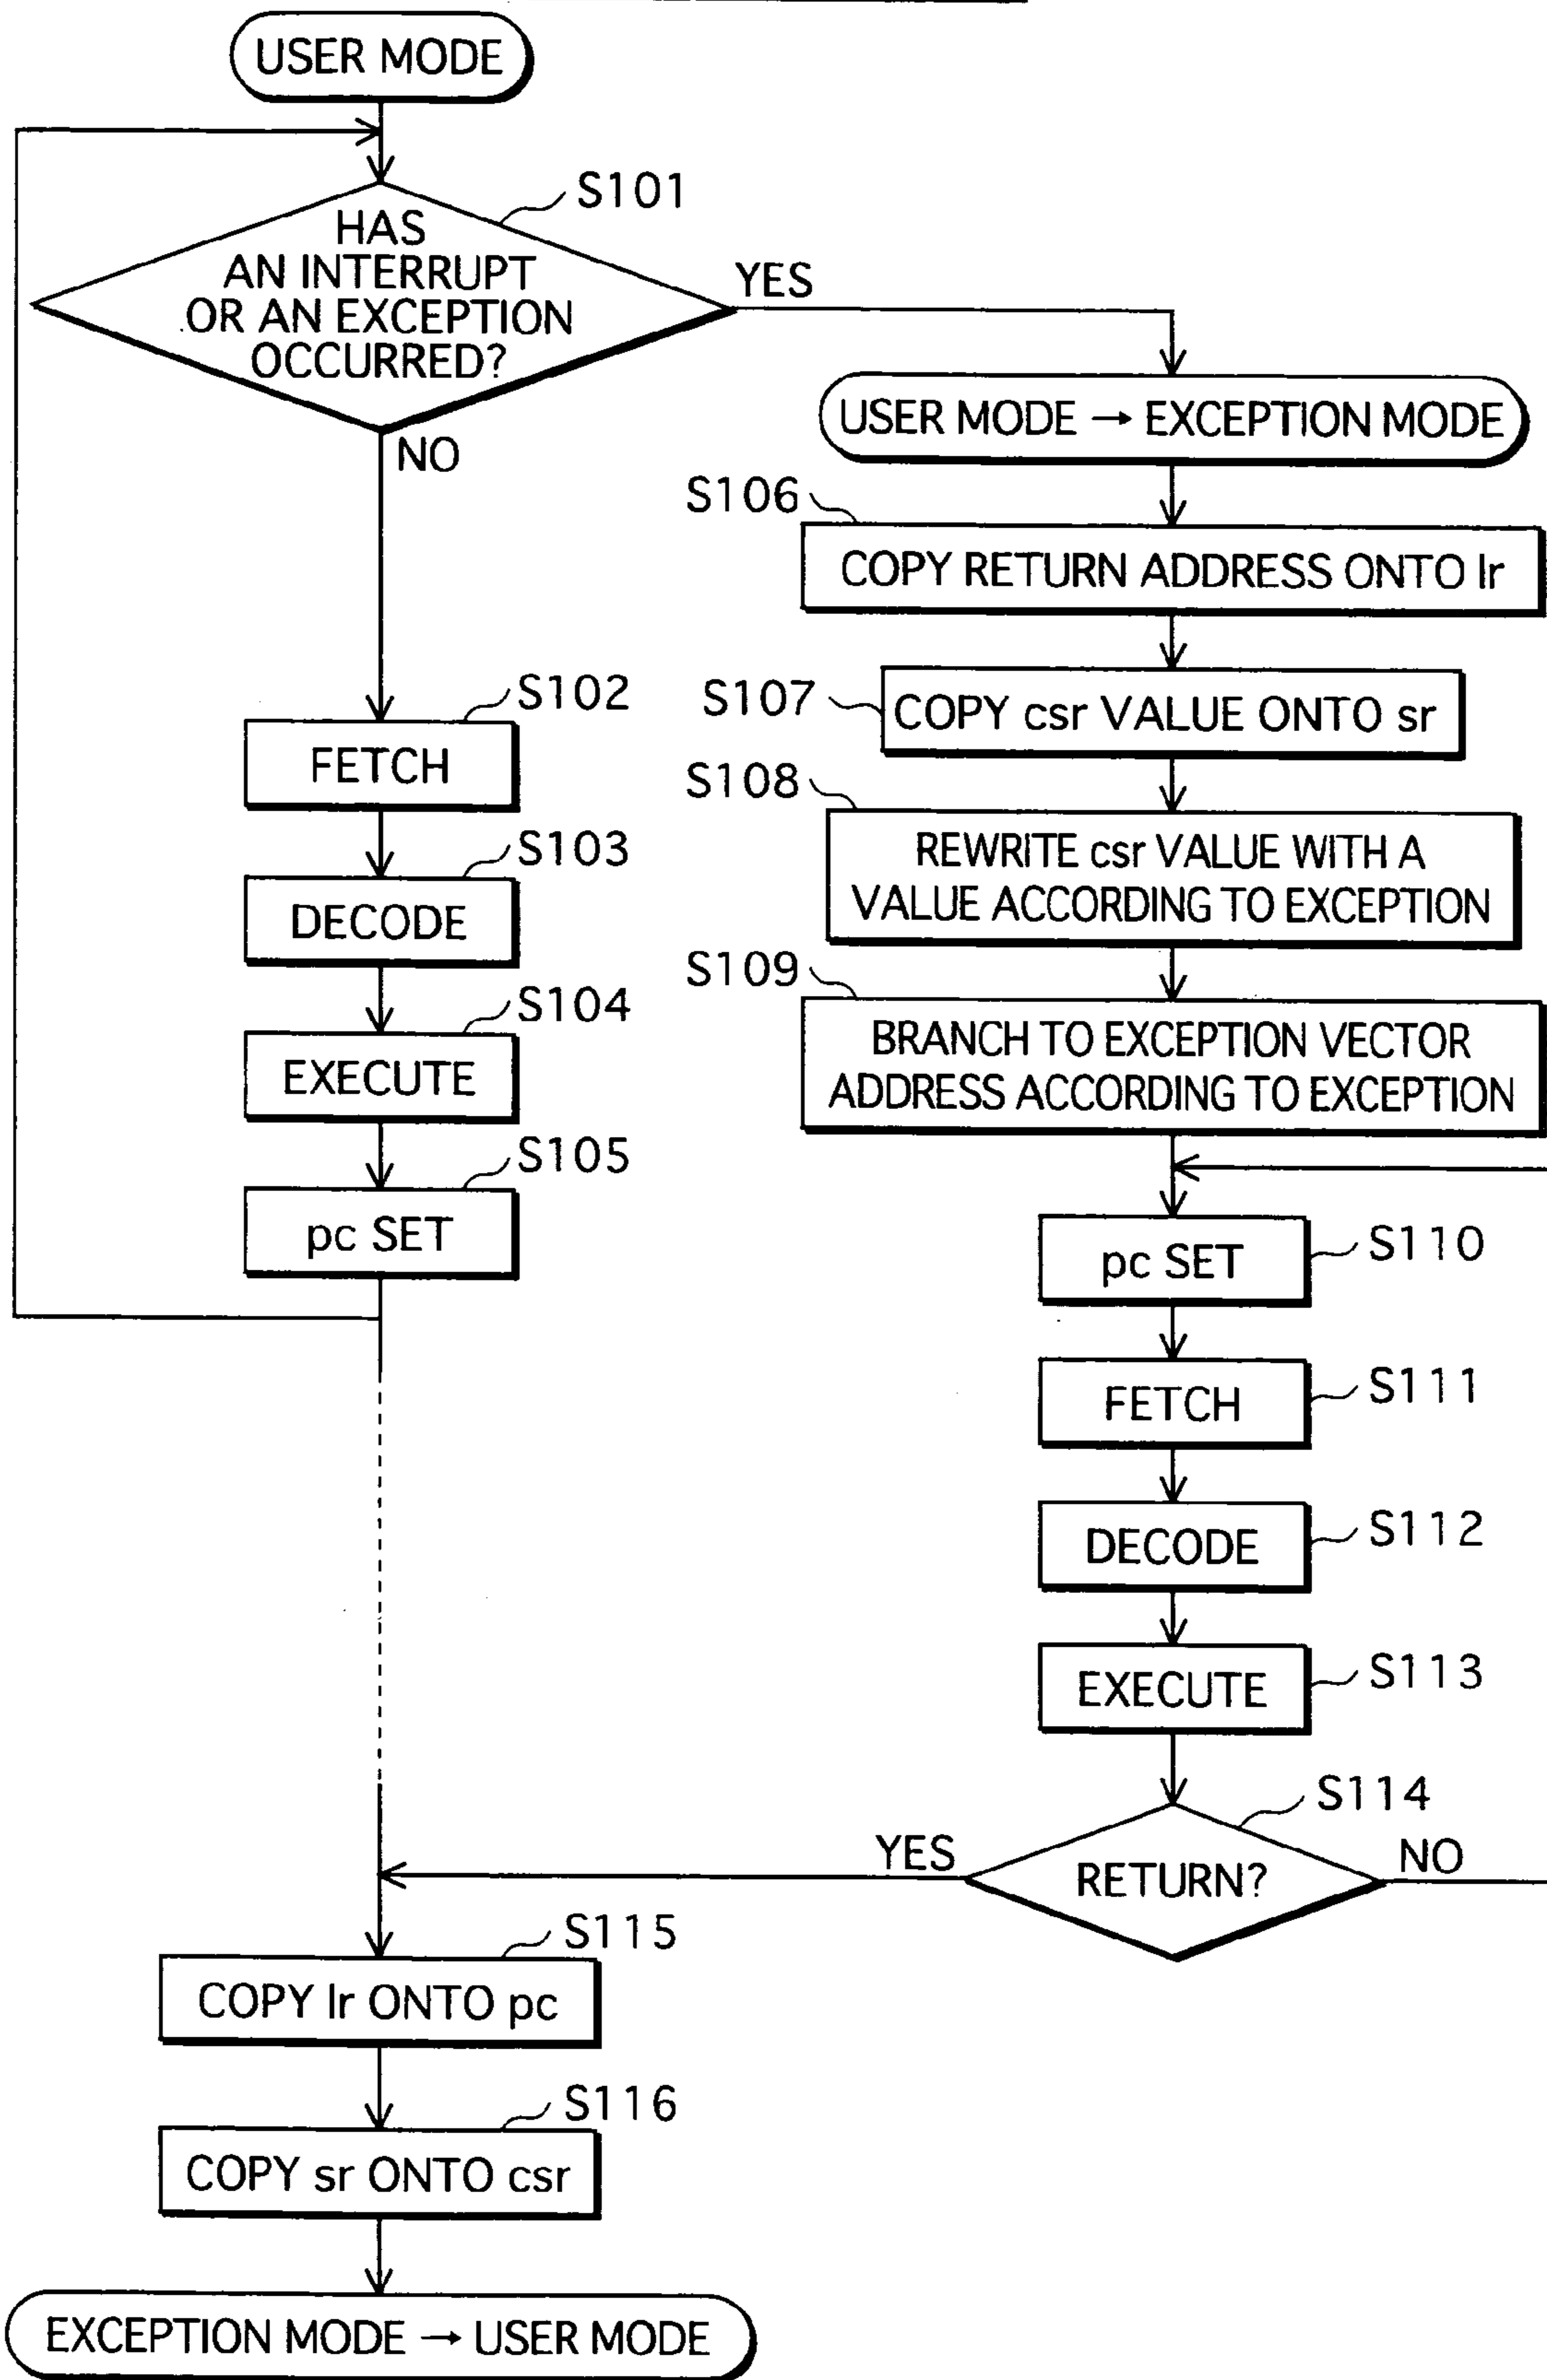 USER MODE
S101
HAS
AN INTERRUPT
OR AN EXCEPTION
OCCURRED?
YES
NO
S102
FETCH
S103
DECODE
S104
EXECUTE
S105
pc SET
USER MODE → EXCEPTION MODE
S106
COPY RETURN ADDRESS ONTO lr
S107
COPY csr VALUE ONTO sr
S108
REWRITE csr VALUE WITH A
VALUE ACCORDING TO EXCEPTION
S109
BRANCH TO EXCEPTION VECTOR
ADDRESS ACCORDING TO EXCEPTION
pc SET
S110
FETCH
S111
DECODE
S112
EXECUTE
S113
S114
RETURN?
YES
NO
S115
COPY lr ONTO pc
S116
COPY sr ONTO csr
EXCEPTION MODE → USER MODE